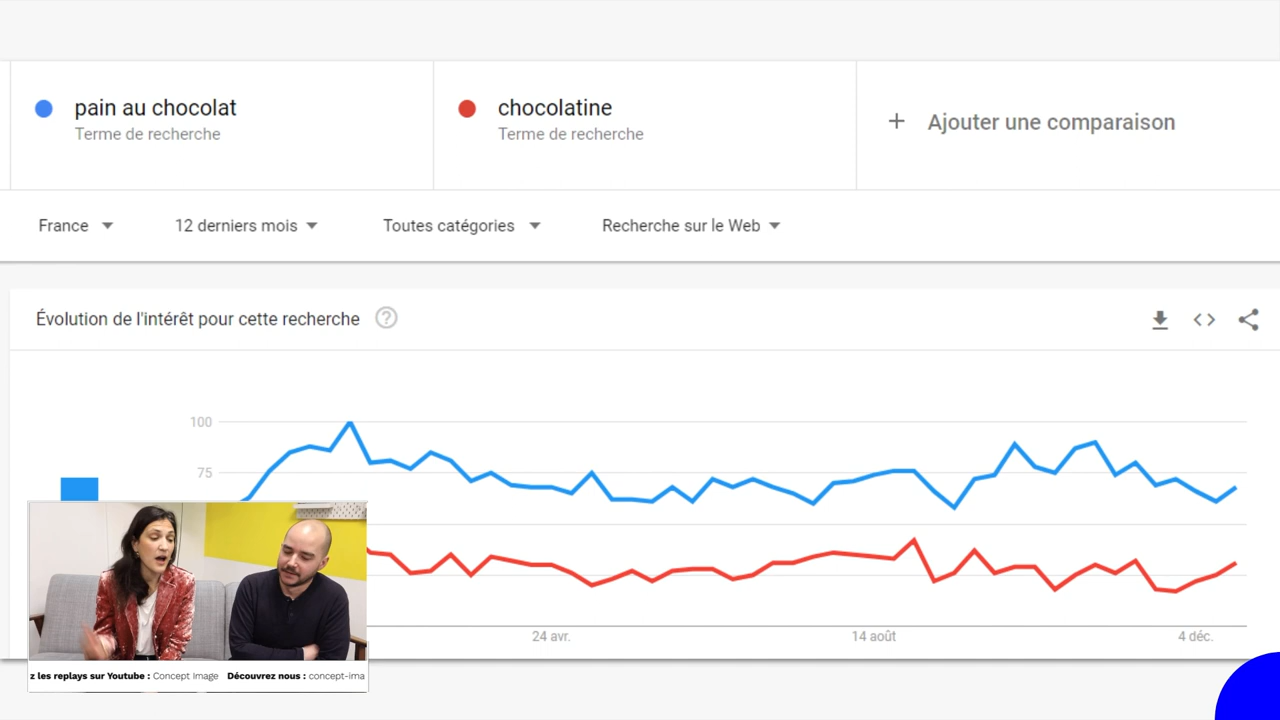 pain au chocolat
Terme de recherche
chocolatine
Terme de recherche
+ Ajouter une comparaison
France
12 derniers mois
Toutes catégories
Recherche sur le Web
Évolution de l'intérêt pour cette recherche ?
100
75
24 avr.
14 août
4 déc.
z les replays sur Youtube : Concept Image Découvrez nous : concept-ima